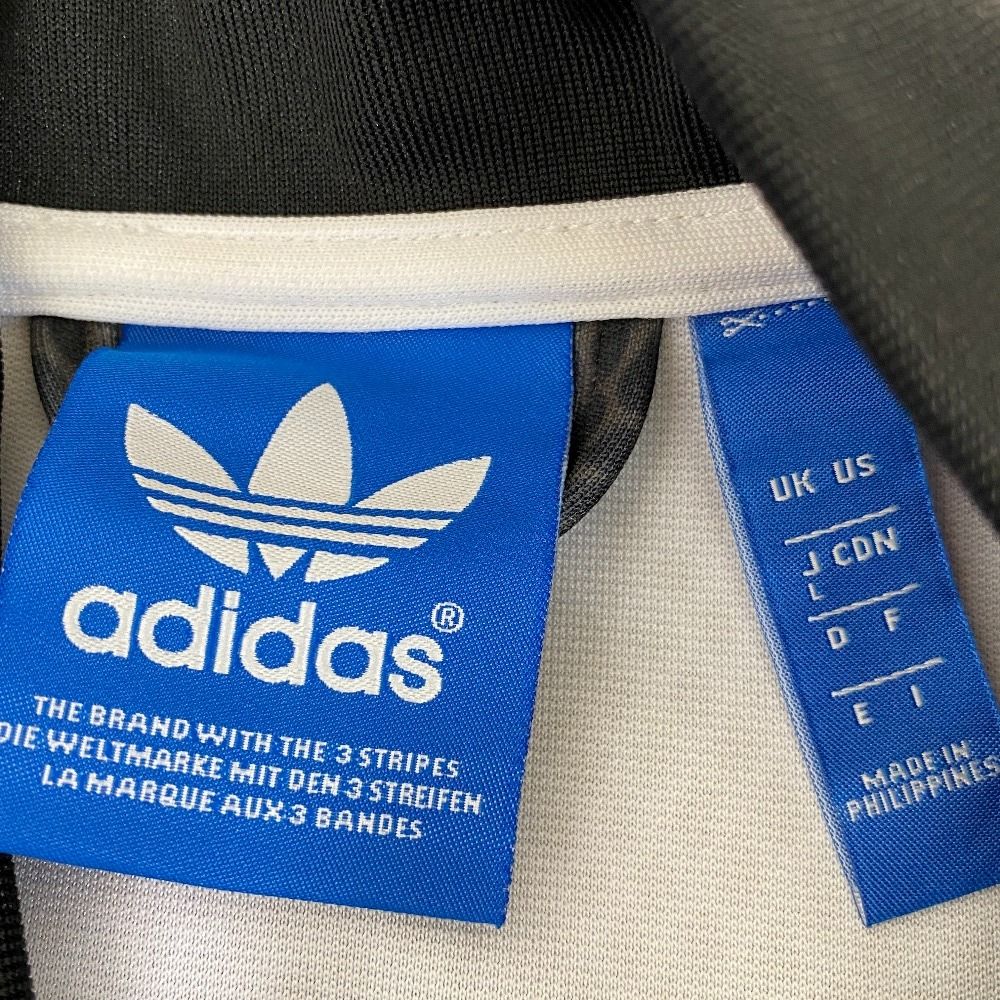 adidas®
THE BRAND WITH THE 3 STRIPES
DIE WELTMARKE MIT DEN 3 STREIFEN
LA MARQUE AUX 3 BANDES
UK US
J CDN
L
D F
E I
MADE IN
PHILIPPINES